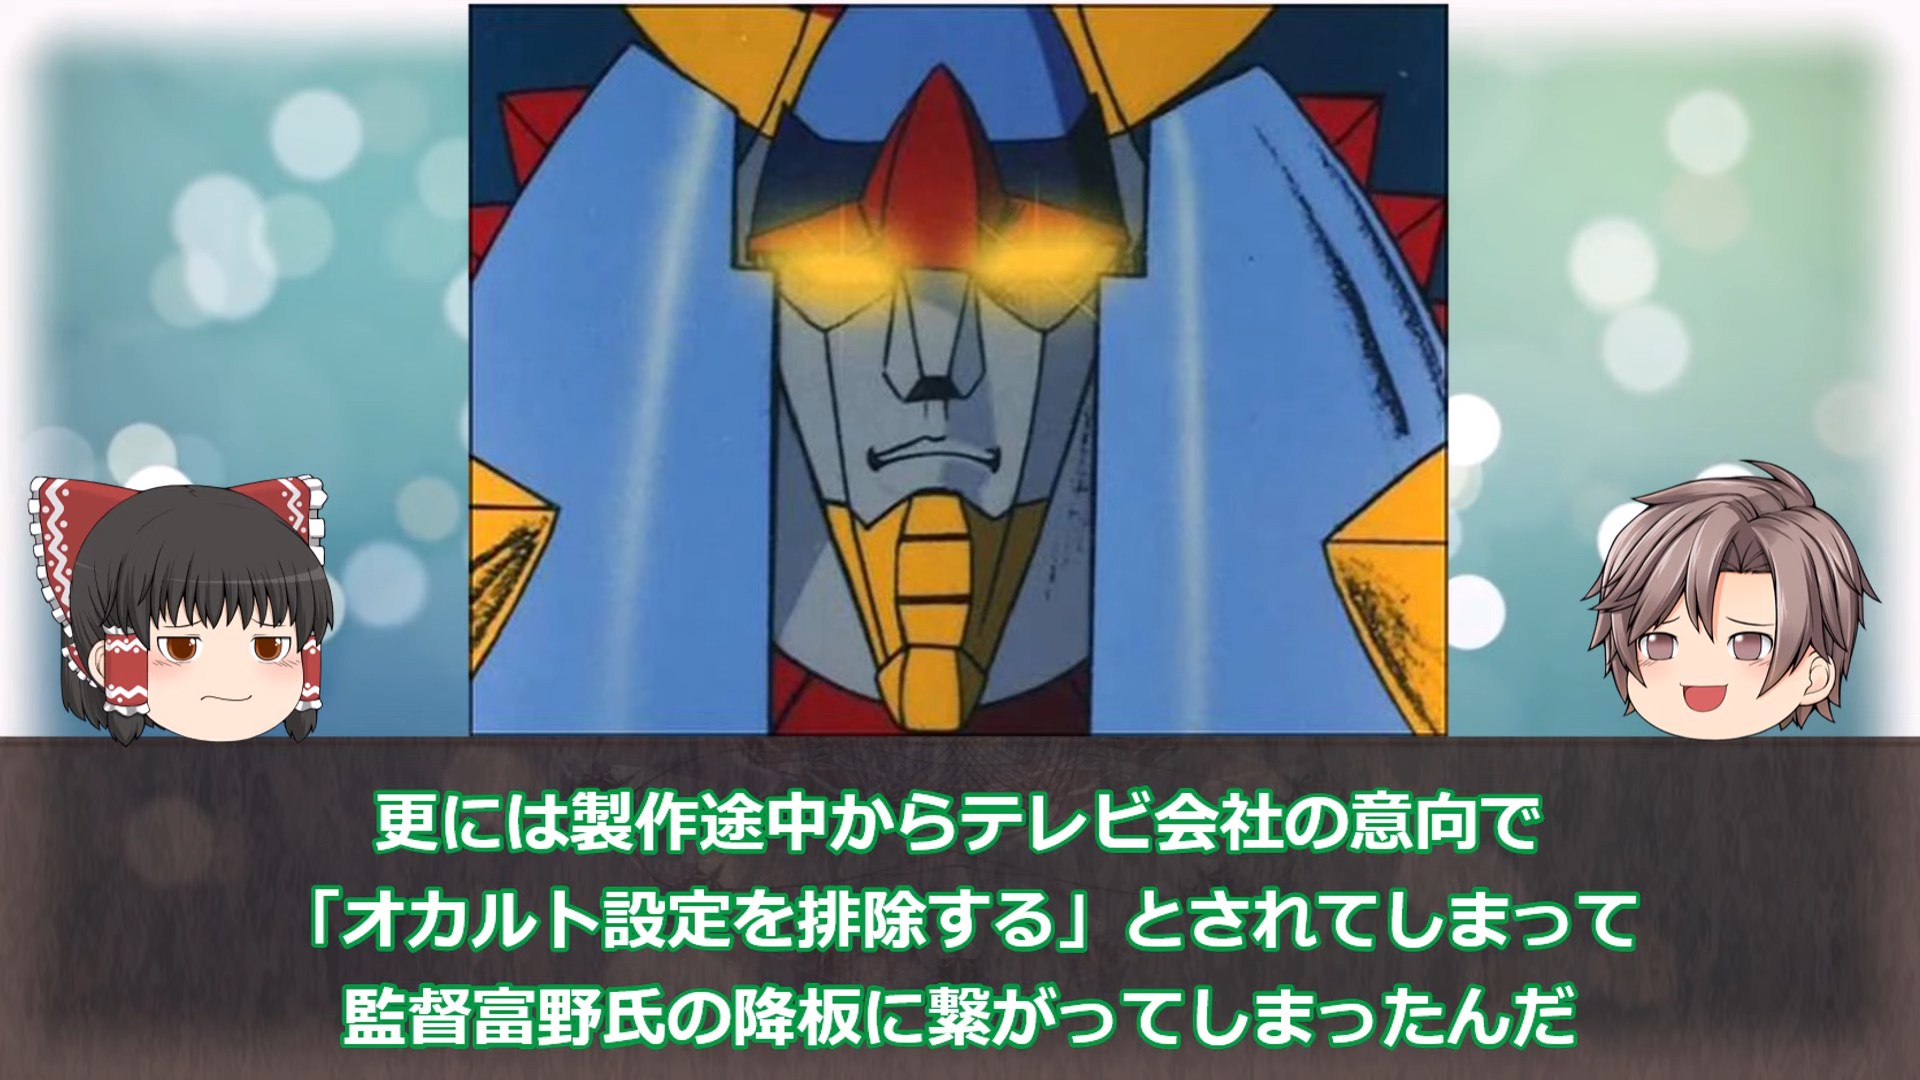 更には製作途中からテレビ会社の意向で
「オカルト設定を排除する」とされてしまって
監督富野氏の降板に繋がってしまったんだ